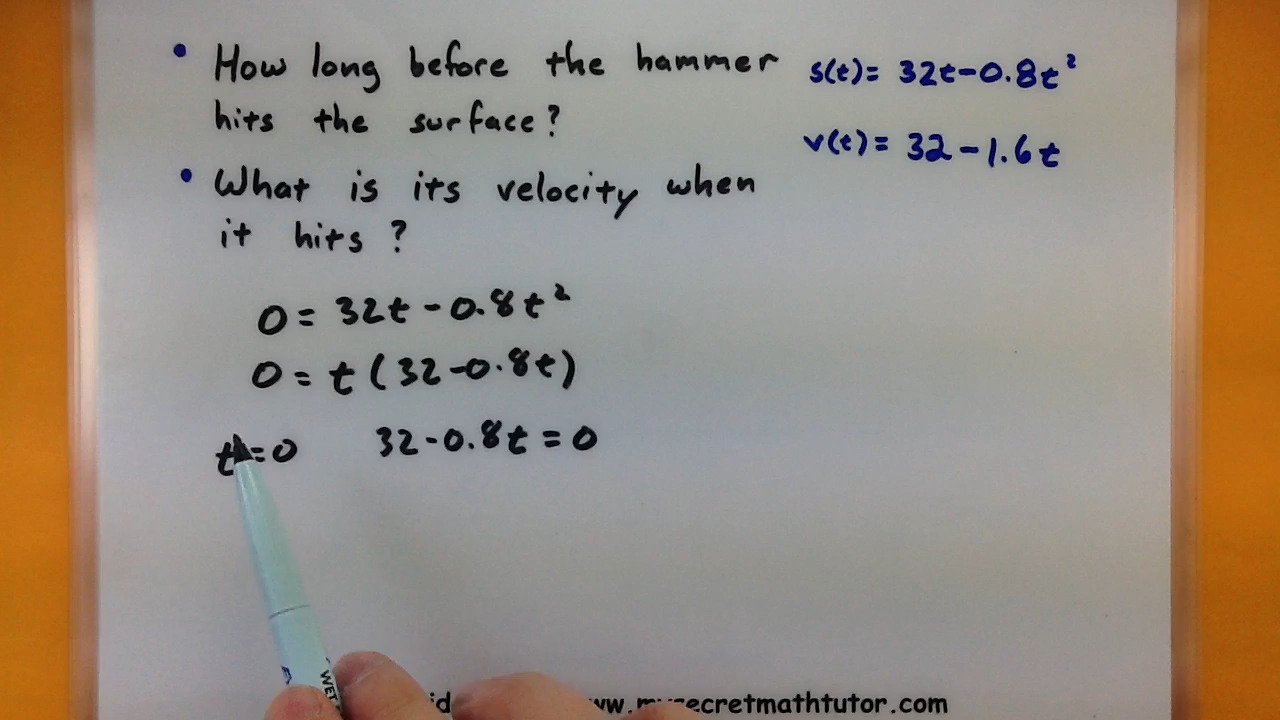 • How long before the hammer
hits the surface?
s(t)= 32t-0.8t²
v(t)= 32-1.6t
• What is its velocity when
it hits?
0 = 32t-0.8t²
0 = t(32-0.8t)
t=0 32-0.8t=0